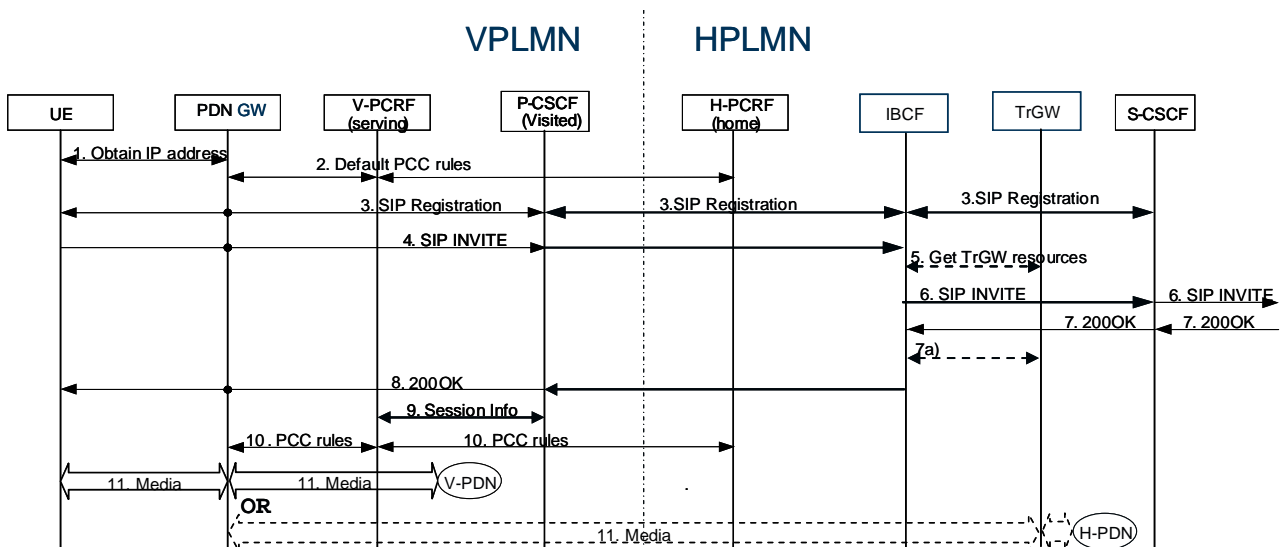 VPLMN HPLMN
UE
PDN GW
V-PCRF
(serving)
P-CSCF
(Visited)
H-PCRF
(home)
IBCF
TrGW
S-CSCF
1. Obtain IP address
2. Default PCC rules
3. SIP Registration
3.SIP Registration
3.SIP Registration
4. SIP INVITE
5. Get TrGW resources
6. SIP INVITE
6. SIP INVITE
7. 200OK
7. 200OK
7a)
8. 200OK
9. Session Info
10 . PCC rules
10. PCC rules
11. Media
11. Media
V-PDN
OR
11. Media
H-PDN